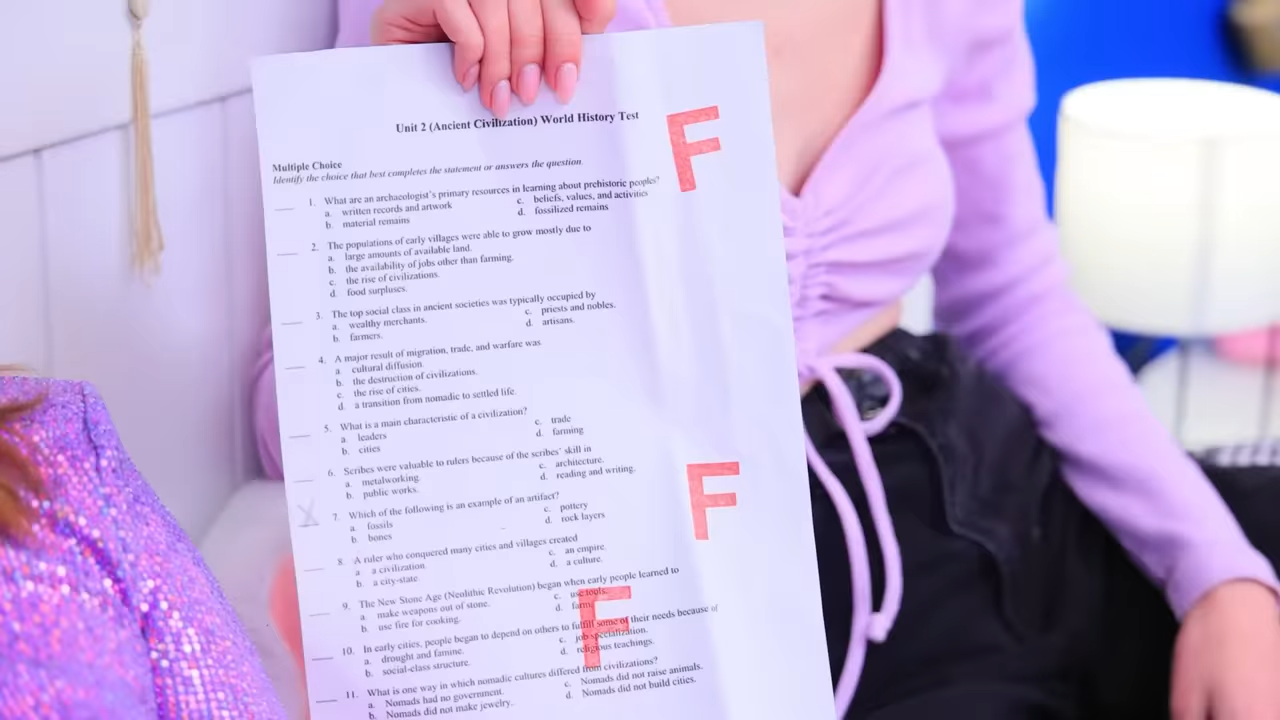 Unit 2 (Ancient Civilization) World History Test
F
Multiple Choice
Identify the choice that best completes the statement or answers the question.
1. What are an archaeologist's primary resources in learning about prehistoric peoples?
a. written records and artwork c. beliefs, values, and activities
b. material remains d. fossilized remains
2. The populations of early villages were able to grow mostly due to
a. large amounts of available land.
b. the availability of jobs other than farming.
c. the rise of civilizations.
d. food surpluses.
3. The top social class in ancient societies was typically occupied by
a. wealthy merchants. c. priests and nobles.
b. farmers. d. artisans.
4. A major result of migration, trade, and warfare was
a. cultural diffusion.
b. the destruction of civilizations.
c. the rise of cities.
d. a transition from nomadic to settled life.
5. What is a main characteristic of a civilization?
a. leaders c. trade
b. cities d. farming
6. Scribes were valuable to rulers because of the scribes' skill in
a. metalworking. c. architecture.
b. public works. d. reading and writing.
F
7. Which of the following is an example of an artifact?
a. fossils c. pottery
b. bones d. rock layers
8. A ruler who conquered many cities and villages created
a. a civilization. c. an empire.
b. a city-state. d. a culture.
9. The New Stone Age (Neolithic Revolution) began when early people learned to
a. make weapons out of stone. c. use tools.
b. use fire for cooking. d. farm.
F
10. In early cities, people began to depend on others to fulfill some of their needs because of
a. drought and famine. c. job specialization.
b. social-class structure. d. religious teachings.
11. What is one way in which nomadic cultures differed from civilizations?
a. Nomads had no government. c. Nomads did not raise animals.
b. Nomads did not make jewelry. d. Nomads did not build cities.